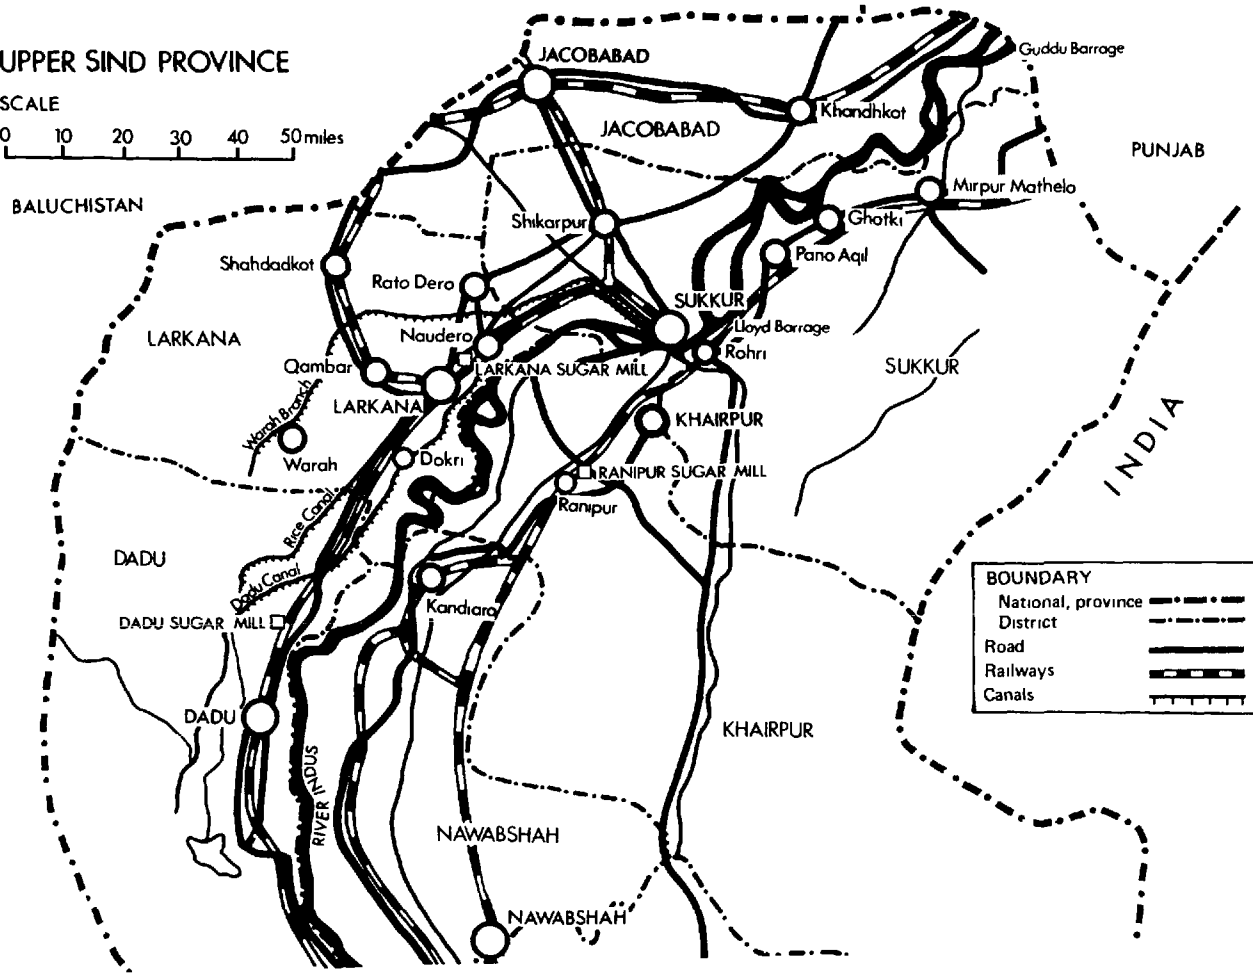 UPPER SIND PROVINCE
SCALE
0 10 20 30 40 50 miles
JACOBABAD
Guddu Barrage
Khandhkot
JACOBABAD
PUNJAB
BALUCHISTAN
Mirpur Mathelo
Shikarpur
Ghotki
Shahdadkot
Pano Aqil
Rato Dero
SUKKUR
LARKANA
Naudero
Lloyd Barrage
Rohri
Qambar
LARKANA SUGAR MILL
SUKKUR
LARKANA
KHAIRPUR
INDIA
Warah Branch
Warah
Dokri
RANIPUR SUGAR MILL
Ranipur
Rice Canal
DADU
Dadu Canal
Kandiaro
DADU SUGAR MILL
BOUNDARY
National, province
District
Road
Railways
Canals
DADU
KHAIRPUR
RIVER INDUS
NAWABSHAH
NAWABSHAH